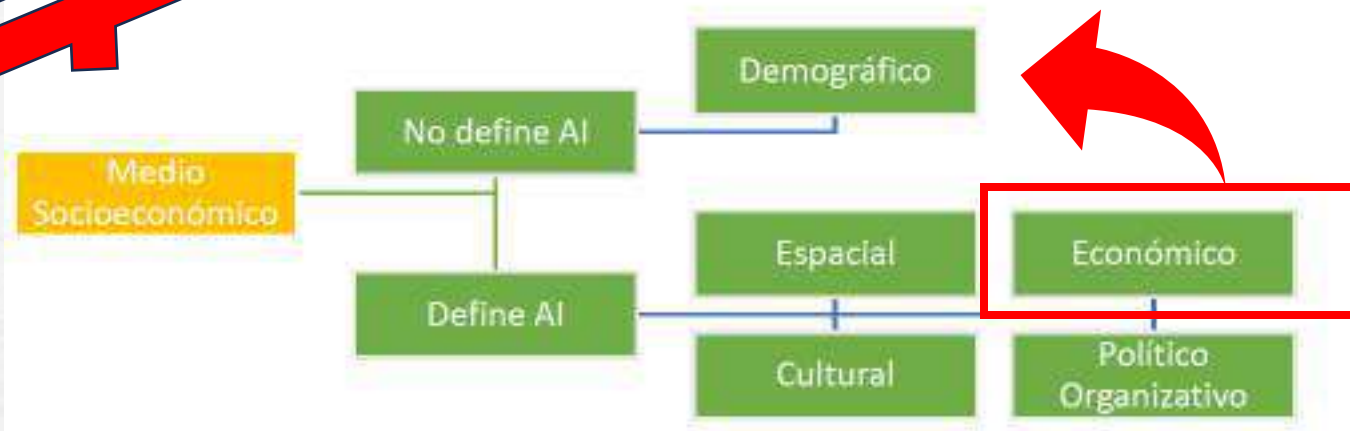 Demográfico
No define AI
Medio
Socioeconómico
Espacial
Económico
Define AI
Cultural
Político
Organizativo